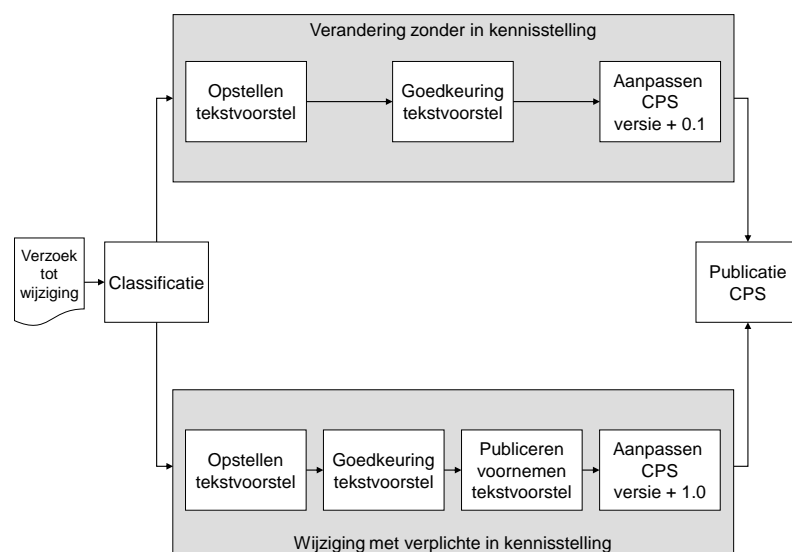 Verandering zonder in kennisstelling
Opstellen
tekstvoorstel
Goedkeuring
tekstvoorstel
Aanpassen
CPS
versie + 0.1
Verzoek
tot
wijziging
Classificatie
Publicatie
CPS
Opstellen
tekstvoorstel
Goedkeuring
tekstvoorstel
Publiceren
voornemen
tekstvoorstel
Aanpassen
CPS
versie + 1.0
Wijziging met verplichte in kennisstelling